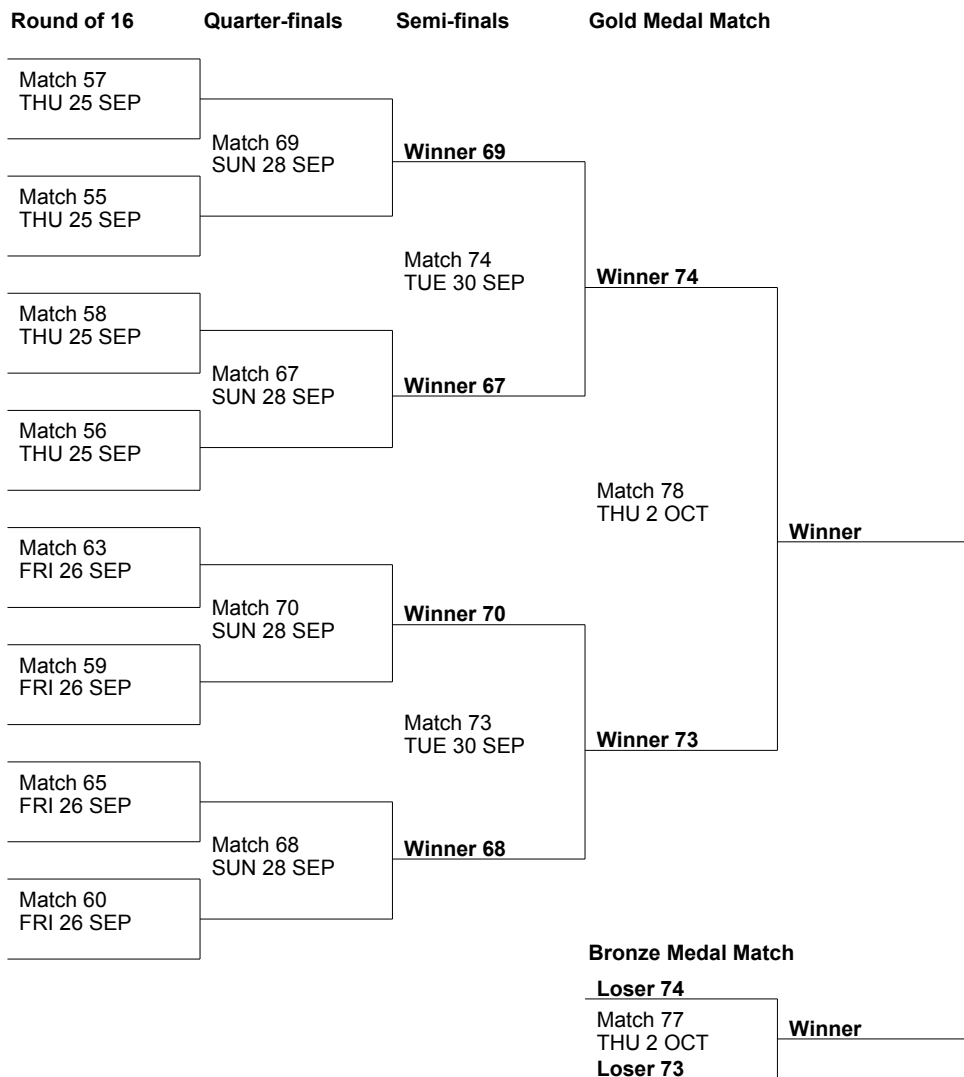 Round of 16
Quarter-finals
Semi-finals
Gold Medal Match
Match 57
THU 25 SEP
Match 69
SUN 28 SEP
Winner 69
Match 55
THU 25 SEP
Match 74
TUE 30 SEP
Winner 74
Match 58
THU 25 SEP
Match 67
SUN 28 SEP
Winner 67
Match 56
THU 25 SEP
Match 78
THU 2 OCT
Winner
Match 63
FRI 26 SEP
Match 70
SUN 28 SEP
Winner 70
Match 59
FRI 26 SEP
Match 73
TUE 30 SEP
Winner 73
Match 65
FRI 26 SEP
Match 68
SUN 28 SEP
Winner 68
Match 60
FRI 26 SEP
Bronze Medal Match
Loser 74
Match 77
THU 2 OCT
Winner
Loser 73